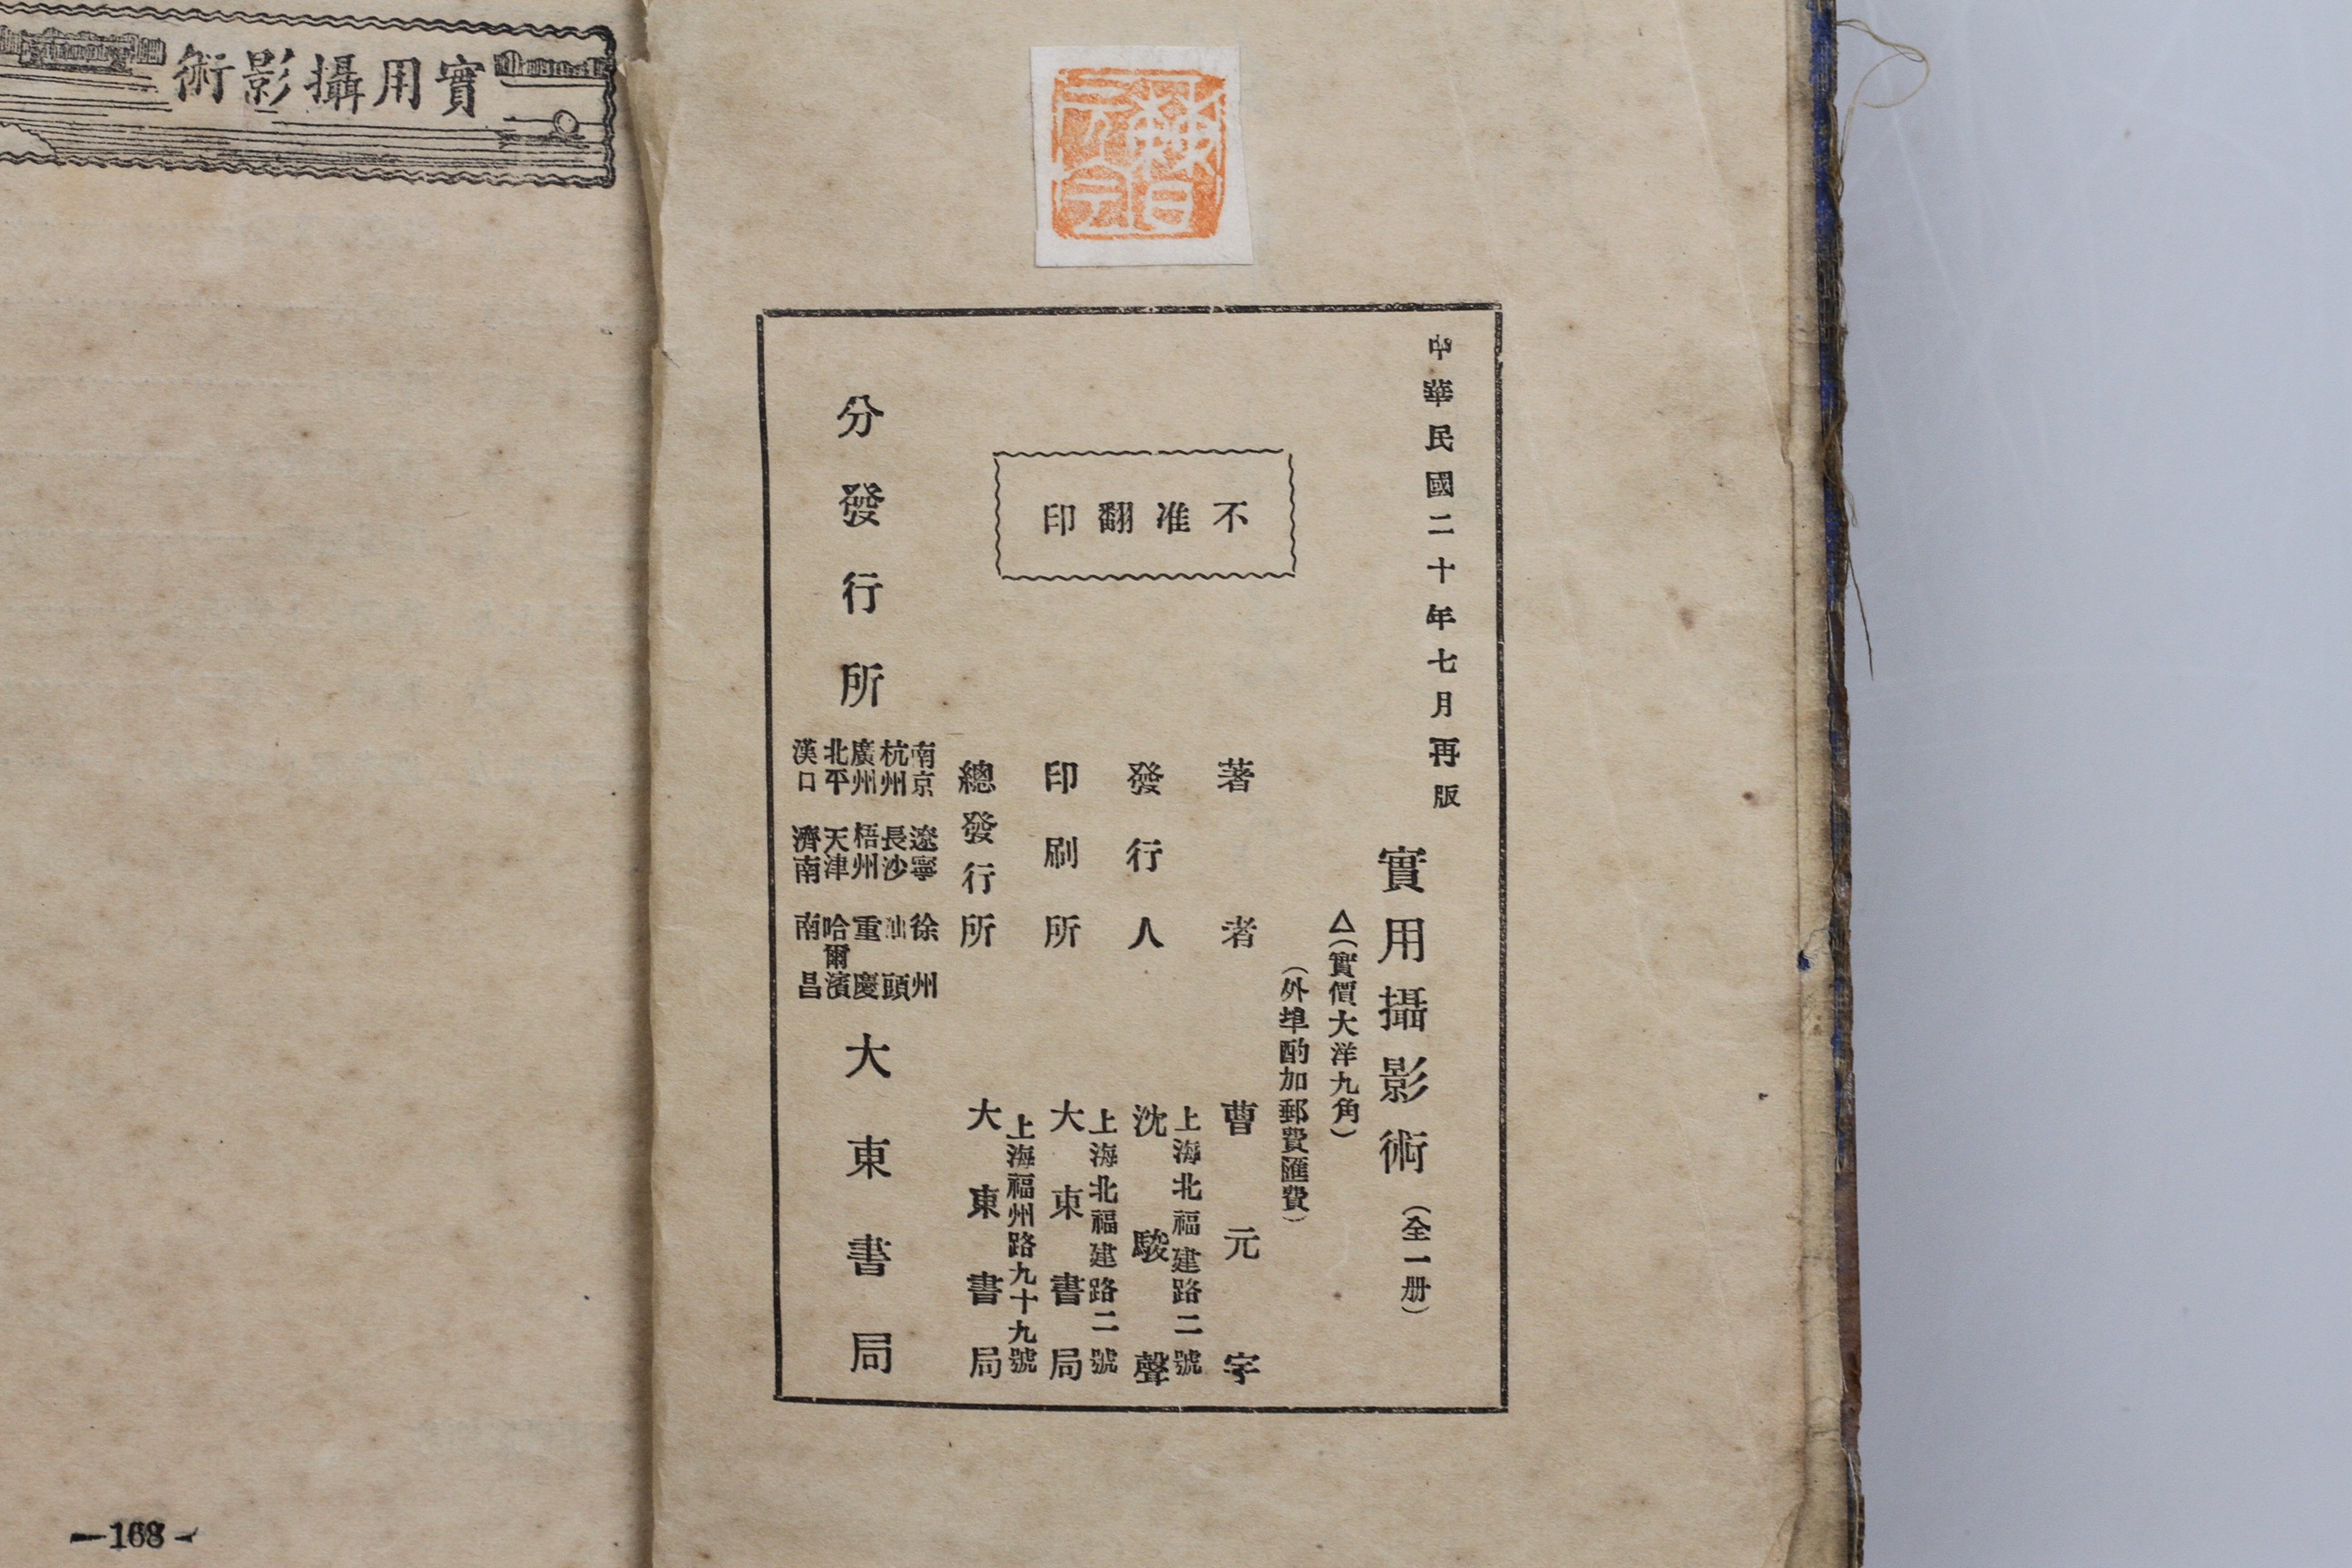 中華民國二十年七月再版
實用攝影術(全一册)
△(實價大洋九角)
(外埠酌加郵費匯費)
不准翻印
著者 曹元宇
發行人 沈駿聲
上海北福建路二號
印刷所 大東書局
上海北福建路二號
總發行所 大東書局
上海福州路九十九號
分發行所 大東書局
南京 遼寧 徐州
杭州 長沙 汕頭
廣州 梧州 重慶
北平 天津 哈爾濱
漢口 濟南 南昌
實用攝影術
—168—